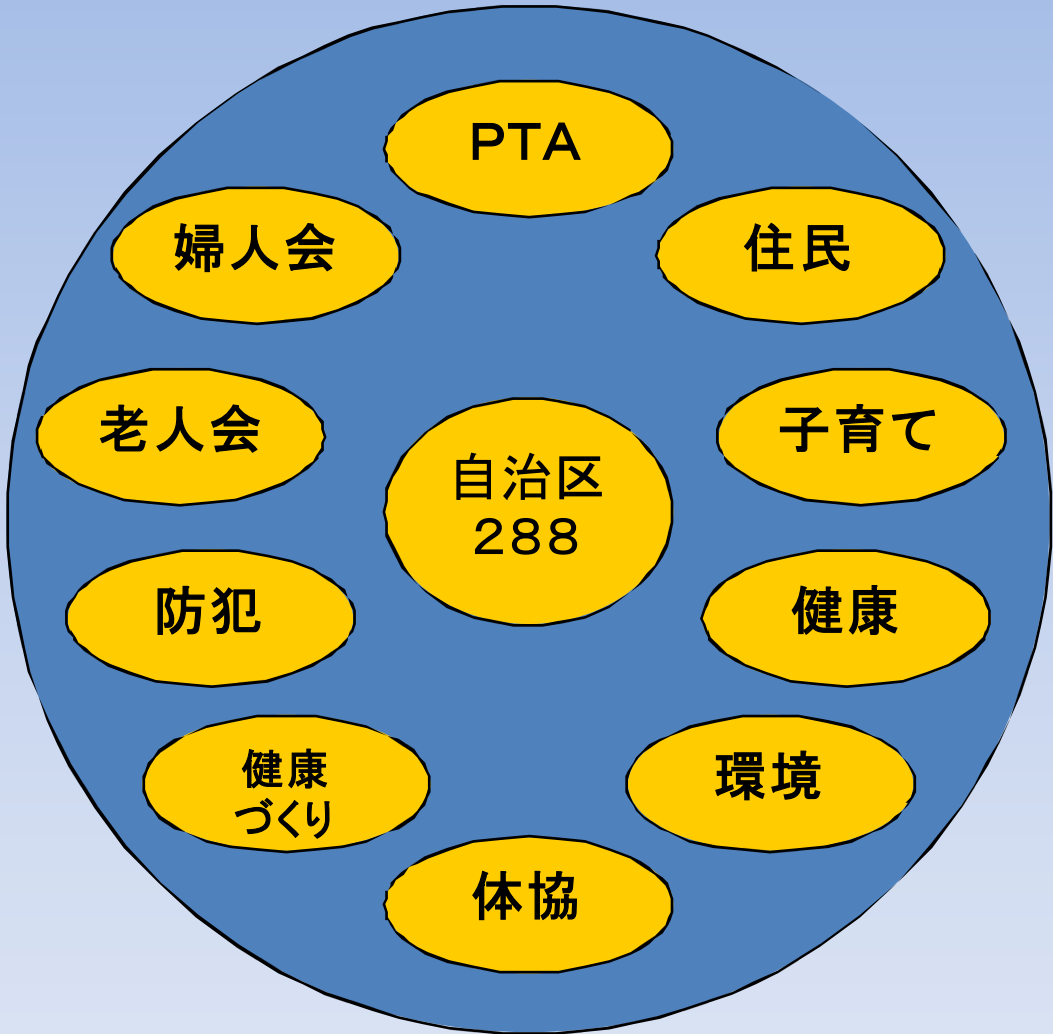 PTA
婦人会
住民
老人会
子育て
自治区
２８８
防犯
健康
健康
づくり
環境
体協